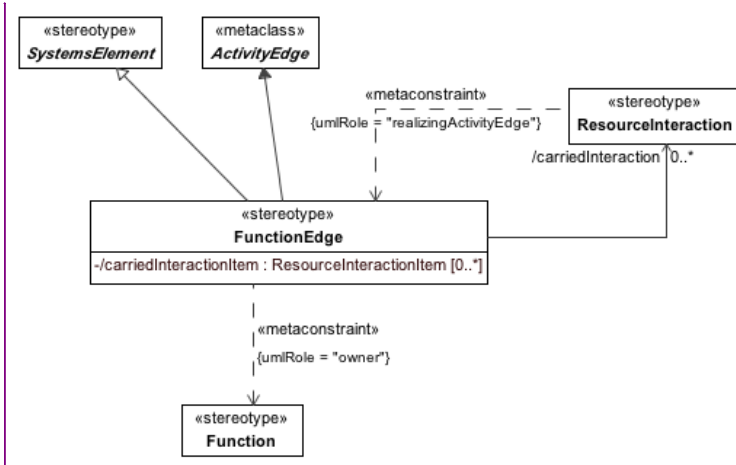 «stereotype»
SystemsElement
«metaclass»
ActivityEdge
«metaconstraint»
{umlRole = "realizingActivityEdge"}
«stereotype»
ResourceInteraction
/carriedInteraction 0..*
«stereotype»
FunctionEdge
-/carriedInteractionItem : ResourceInteractionItem [0..*]
«metaconstraint»
{umlRole = "owner"}
«stereotype»
Function